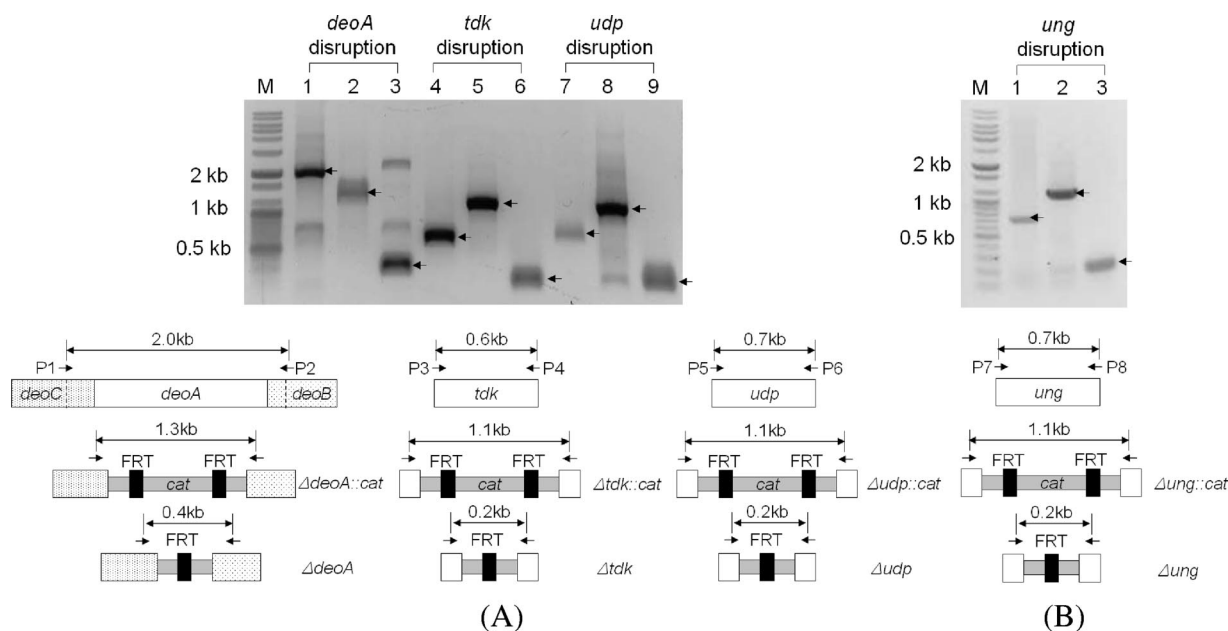 deoA disruption tdk disruption udp disruption ung disruption
M 1 2 3 4 5 6 7 8 9 M 1 2 3
2 kb
1 kb
0.5 kb
2 kb
1 kb
0.5 kb
2.0kb 0.6kb 0.7kb 0.7kb
P1 P2 P3 P4 P5 P6 P7 P8
deoC deoA deoB tdk udp ung
1.3kb 1.1kb 1.1kb 1.1kb
FRT FRT FRT FRT FRT FRT FRT FRT
cat ΔdeoA::cat cat Δtdk::cat cat Δudp::cat cat Δung::cat
0.4kb 0.2kb 0.2kb 0.2kb
FRT FRT FRT FRT
ΔdeoA Δtdk Δudp Δung
(A) (B)